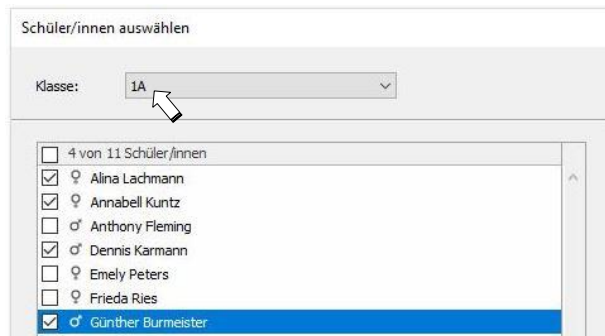 Schüler/innen auswählen
Klasse: 1A
4 von 11 Schüler/innen
Alina Lachmann
Annabell Kuntz
Anthony Fleming
Dennis Karmann
Emely Peters
Frieda Ries
Günther Burmeister